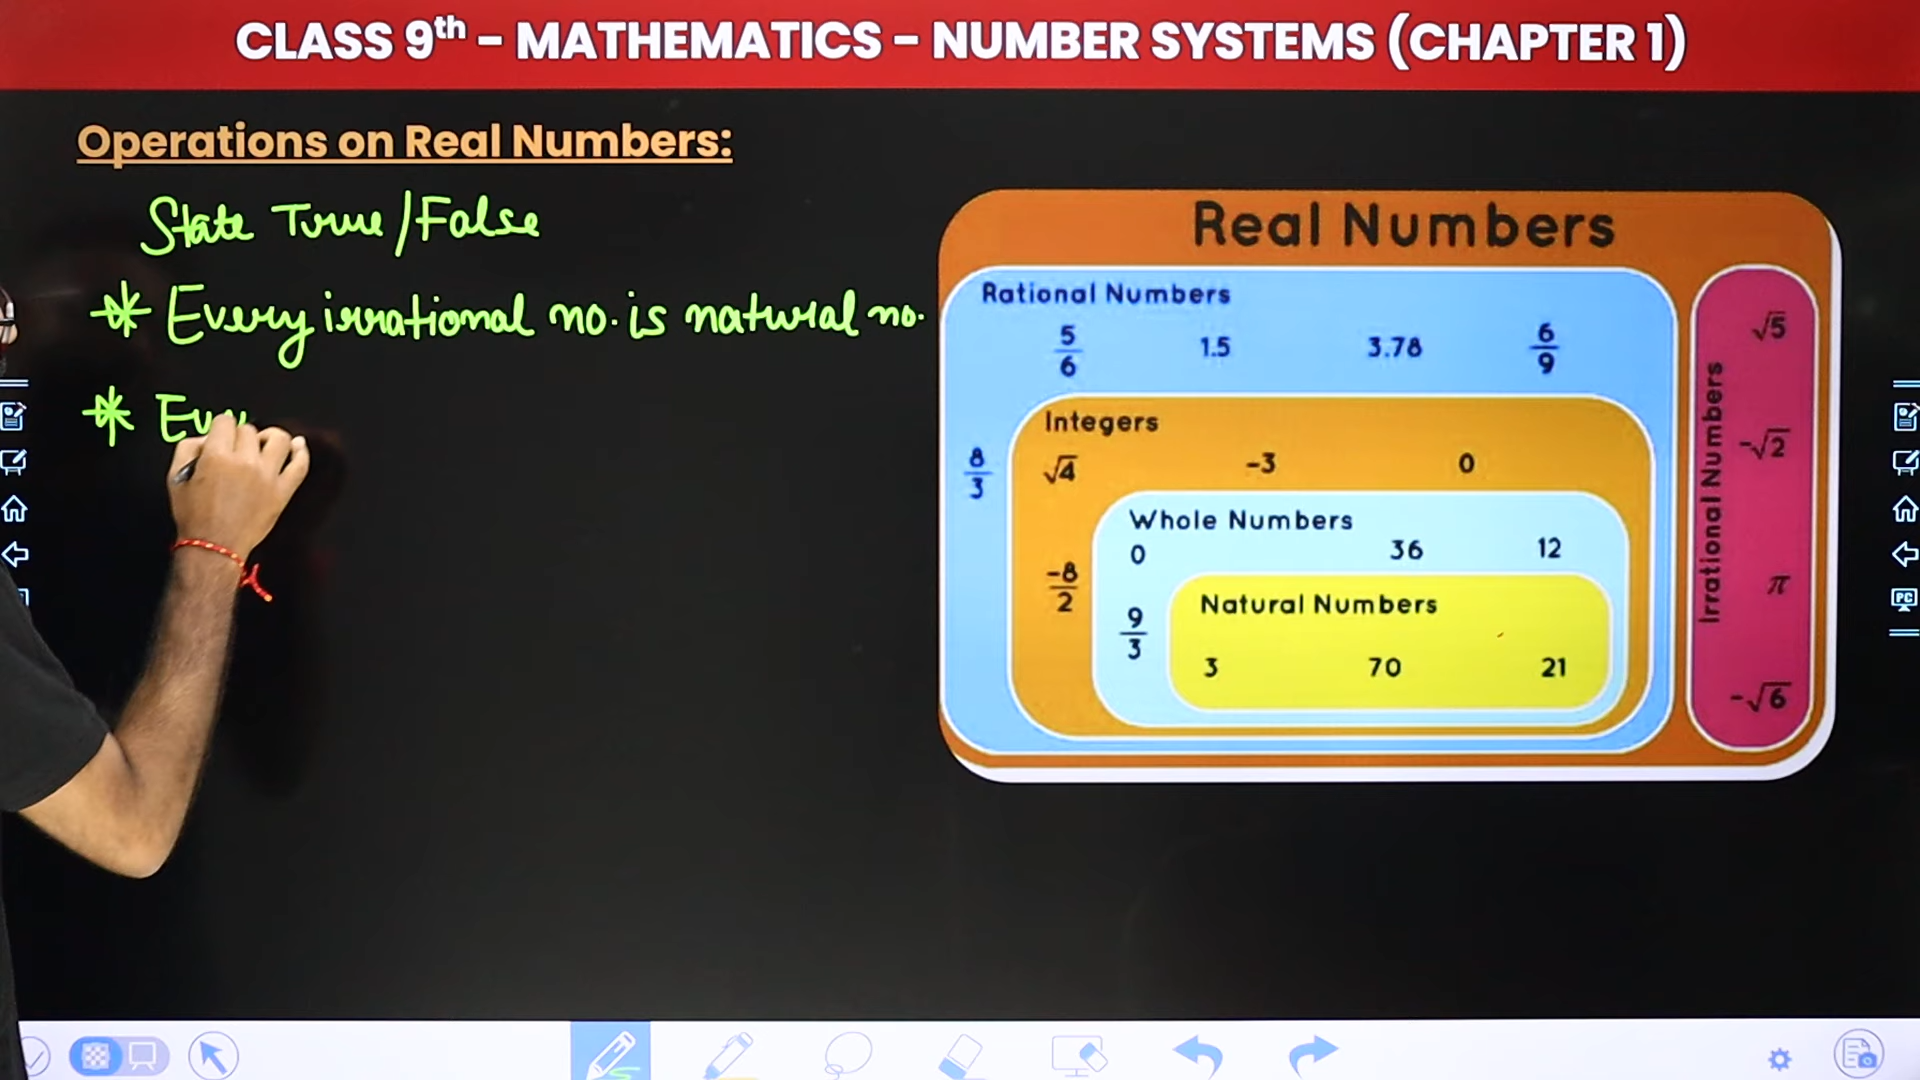 CLASS 9th - MATHEMATICS - NUMBER SYSTEMS (CHAPTER 1)
Operations on Real Numbers:
State True/False
* Every irrational no. is natural no.
*
Real Numbers
Rational Numbers
5/6 1.5 3.78 6/9
8/3
Integers
√4 -3 0
-8/2
Whole Numbers
0 36 12
9/3
Natural Numbers
3 70 21
Irrational Numbers
√5
-√2
π
-√6
PC